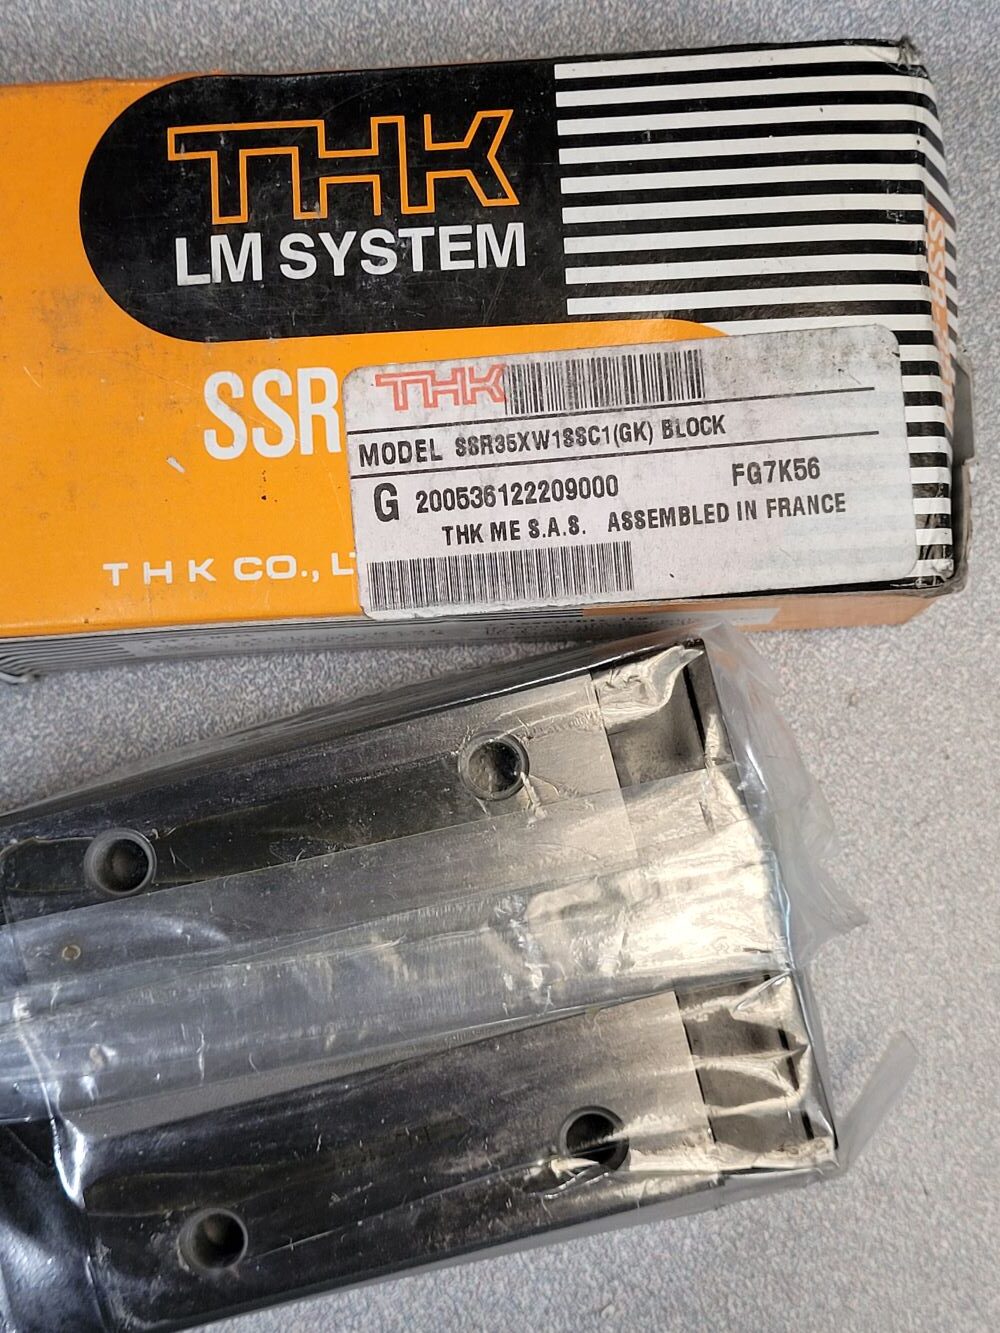 THK
LM SYSTEM
SSR
THK
MODEL SSR35XW1SSC1(GK) BLOCK
G 200536122209000 FG7K56
THK ME S.A.S. ASSEMBLED IN FRANCE
THK CO.,